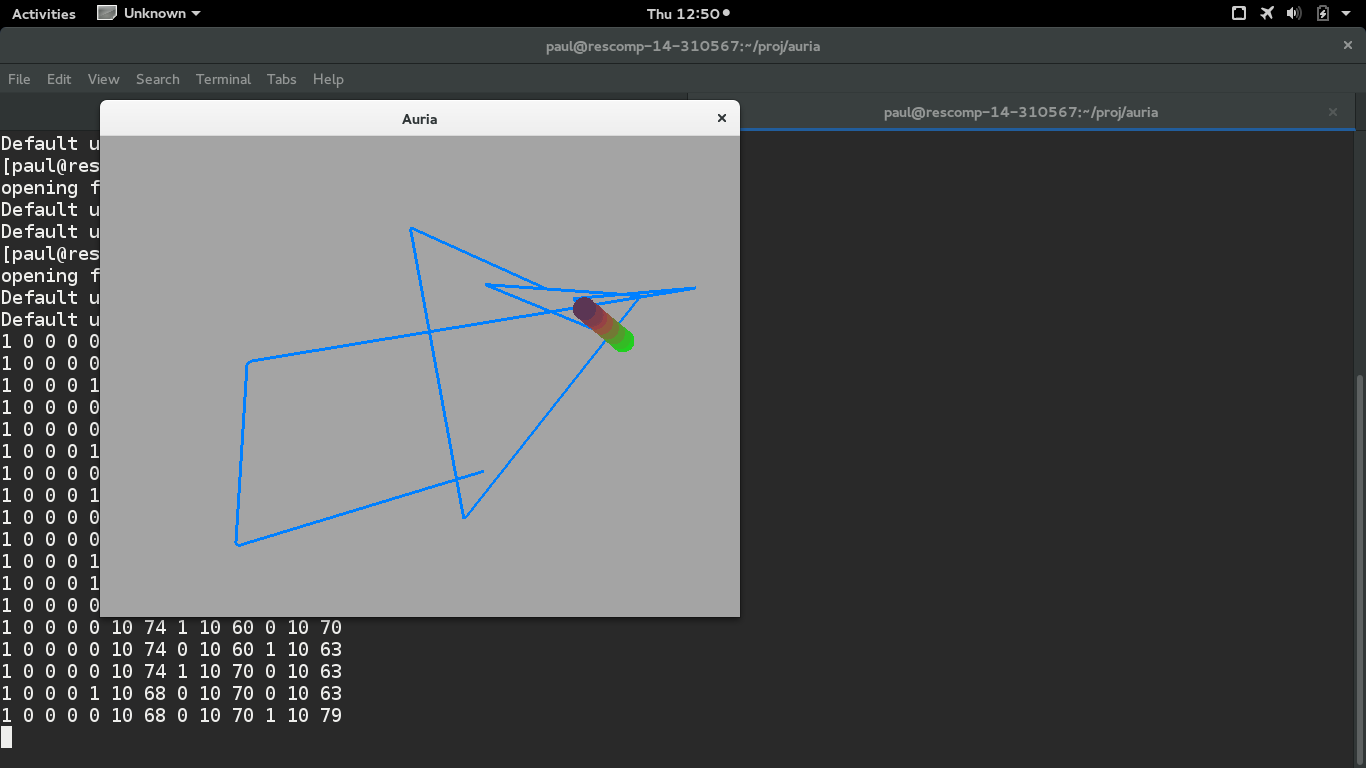 Activities Unknown Thu 12:50
paul@rescomp-14-310567:~/proj/auria
File Edit View Search Terminal Tabs Help
paul@rescomp-14-310567:~/proj/auria
Auria
Default u
[paul@res
opening f
Default u
Default u
[paul@res
opening f
Default u
Default u
1 0 0 0 0
1 0 0 0 0
1 0 0 0 1
1 0 0 0 0
1 0 0 0 0
1 0 0 0 1
1 0 0 0 0
1 0 0 0 1
1 0 0 0 0
1 0 0 0 0
1 0 0 0 1
1 0 0 0 1
1 0 0 0 0
1 0 0 0 0 10 74 1 10 60 0 10 70
1 0 0 0 0 10 74 0 10 60 1 10 63
1 0 0 0 0 10 74 1 10 70 0 10 63
1 0 0 0 1 10 68 0 10 70 0 10 63
1 0 0 0 0 10 68 0 10 70 1 10 79